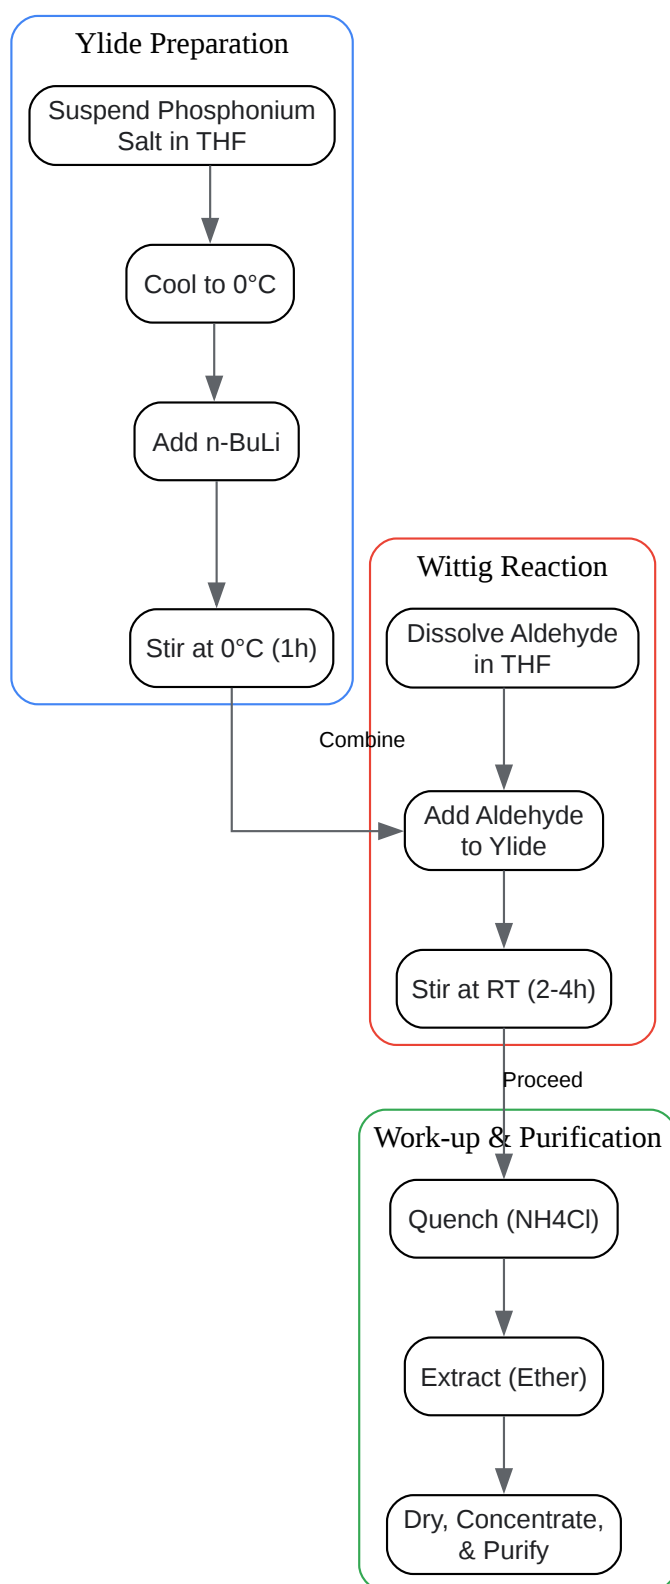 Ylide Preparation
Suspend Phosphonium
Salt in THF
Cool to 0°C
Add n-BuLi
Stir at 0°C (1h)
Wittig Reaction
Dissolve Aldehyde
in THF
Combine
Add Aldehyde
to Ylide
Stir at RT (2-4h)
Proceed
Work-up & Purification
Quench (NH4Cl)
Extract (Ether)
Dry, Concentrate,
& Purify